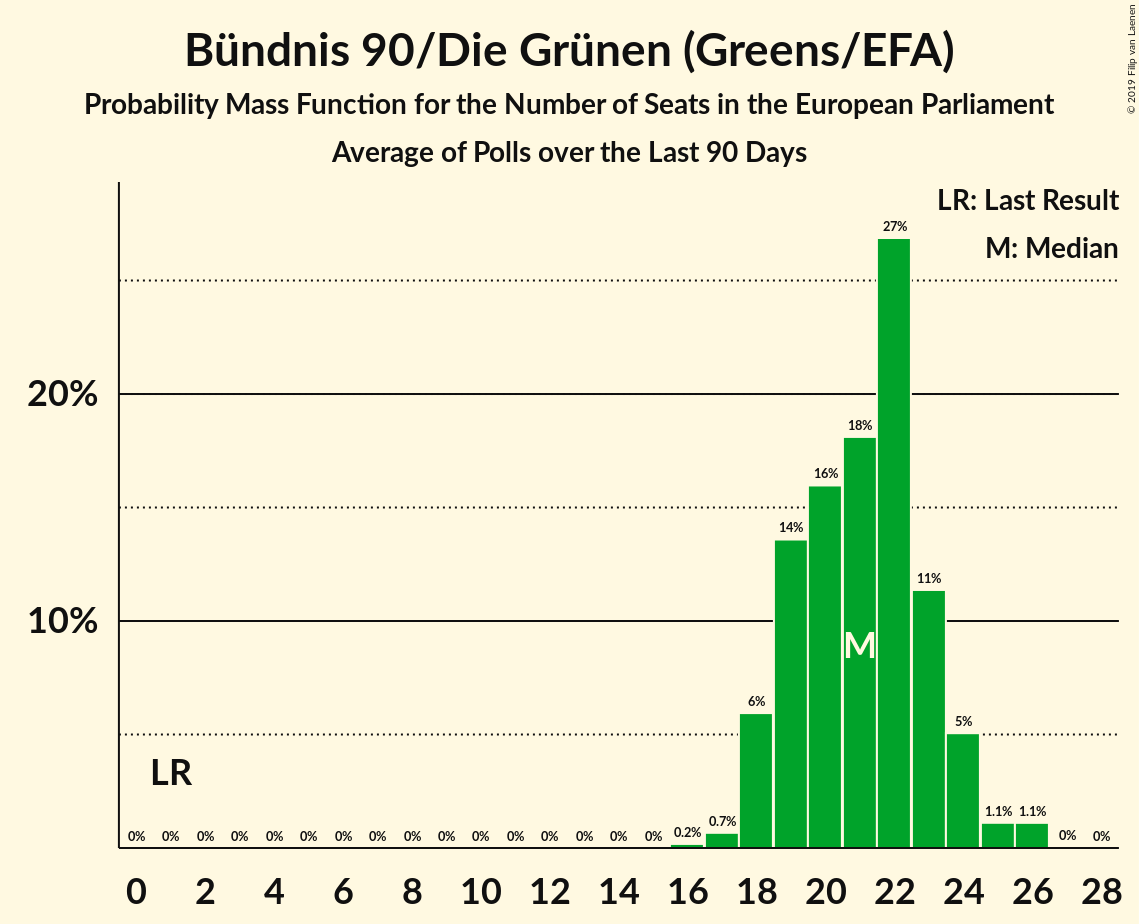 Bündnis 90/Die Grünen (Greens/EFA)
Probability Mass Function for the Number of Seats in the European Parliament
Average of Polls over the Last 90 Days
© 2019 Filip van Laenen
LR: Last Result
M: Median
27%
20%
18%
16%
14%
11%
10%
M
6%
5%
LR
0% 0% 0% 0% 0% 0% 0% 0% 0% 0% 0% 0% 0% 0% 0% 0% 0.2% 0.7% 1.1% 1.1% 0% 0%
0 2 4 6 8 10 12 14 16 18 20 22 24 26 28